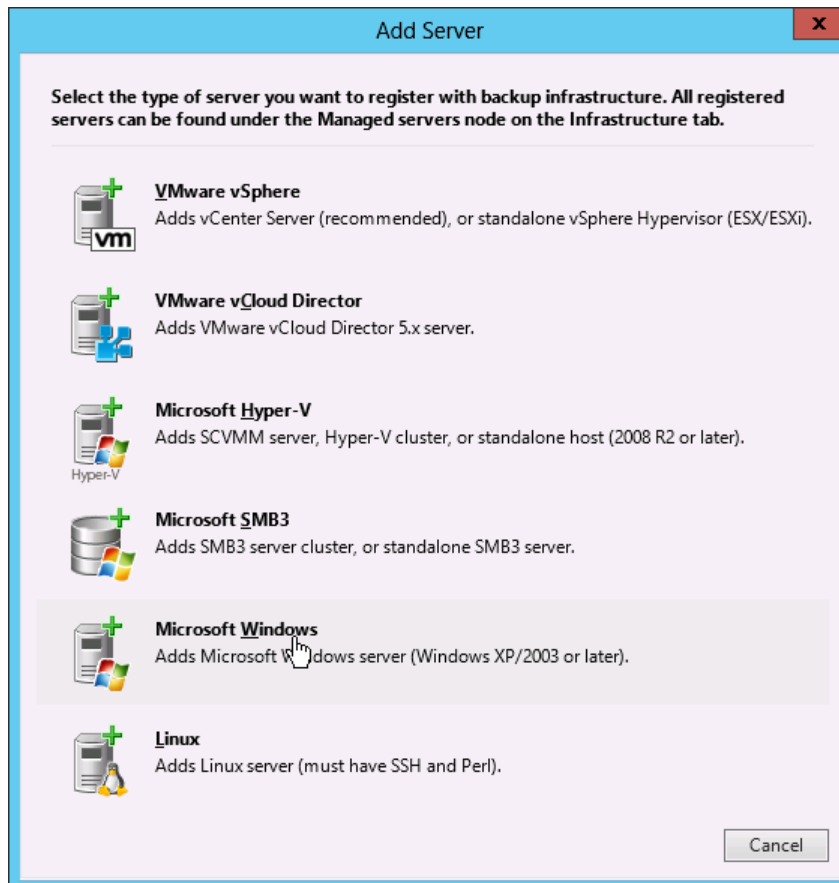 Add Server
x
Select the type of server you want to register with backup infrastructure. All registered
servers can be found under the Managed servers node on the Infrastructure tab.
VMware vSphere
Adds vCenter Server (recommended), or standalone vSphere Hypervisor (ESX/ESXi).
vm
VMware vCloud Director
Adds VMware vCloud Director 5.x server.
Microsoft Hyper-V
Adds SCVMM server, Hyper-V cluster, or standalone host (2008 R2 or later).
Hyper-V
Microsoft SMB3
Adds SMB3 server cluster, or standalone SMB3 server.
Microsoft Windows
Adds Microsoft Windows server (Windows XP/2003 or later).
Linux
Adds Linux server (must have SSH and Perl).
Cancel